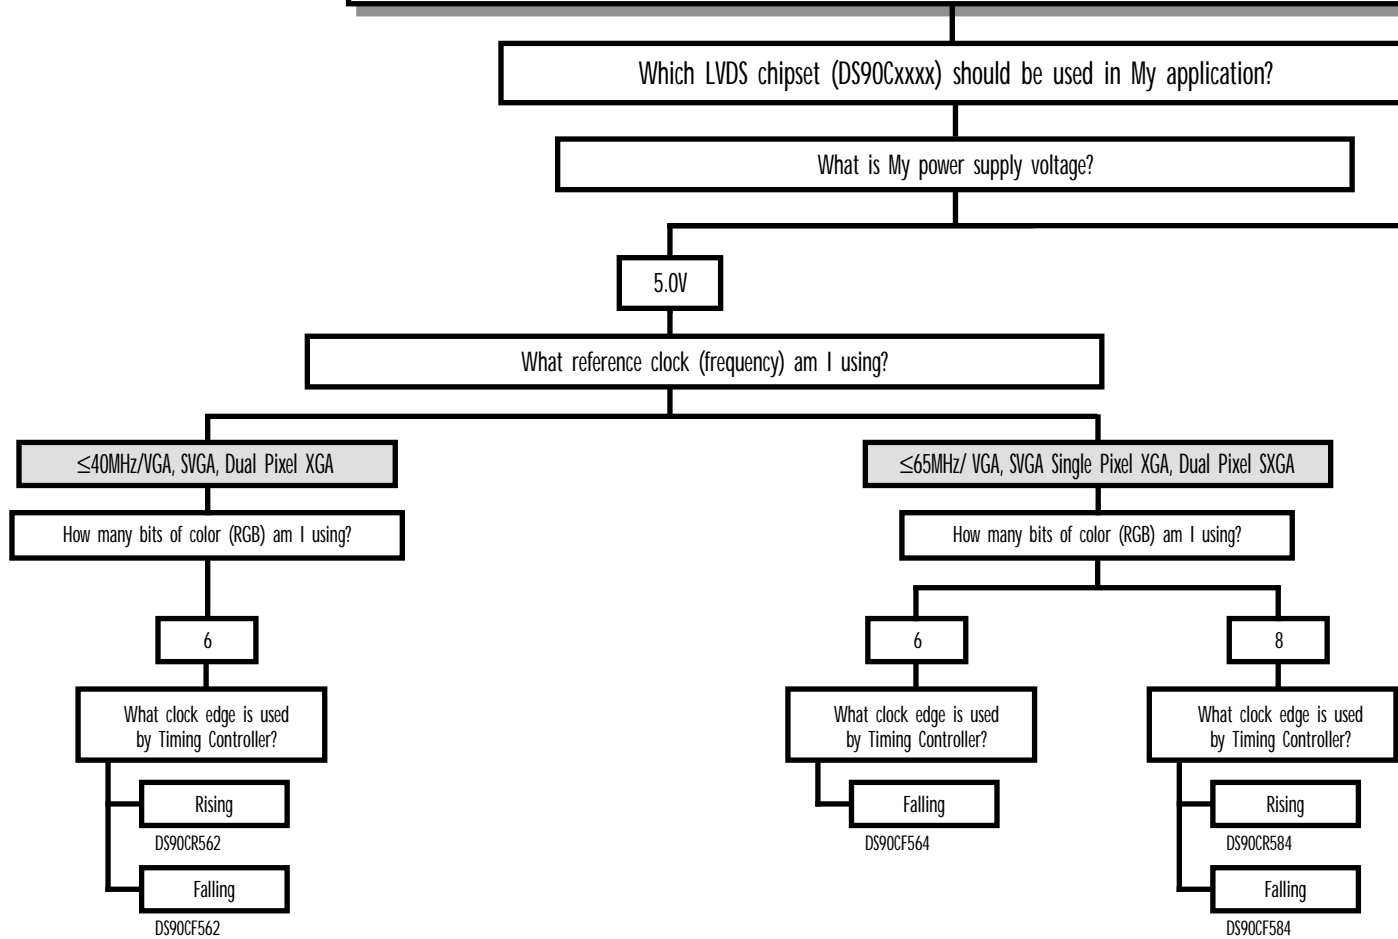 Which LVDS chipset (DS90Cxxxx) should be used in My application?
What is My power supply voltage?
5.0V
What reference clock (frequency) am I using?
≤40MHz/VGA, SVGA, Dual Pixel XGA
≤65MHz/ VGA, SVGA Single Pixel XGA, Dual Pixel SXGA
How many bits of color (RGB) am I using?
How many bits of color (RGB) am I using?
6
6
8
What clock edge is used
by Timing Controller?
What clock edge is used
by Timing Controller?
What clock edge is used
by Timing Controller?
Rising
DS90CR562
Falling
DS90CF562
Falling
DS90CF564
Rising
DS90CR584
Falling
DS90CF584